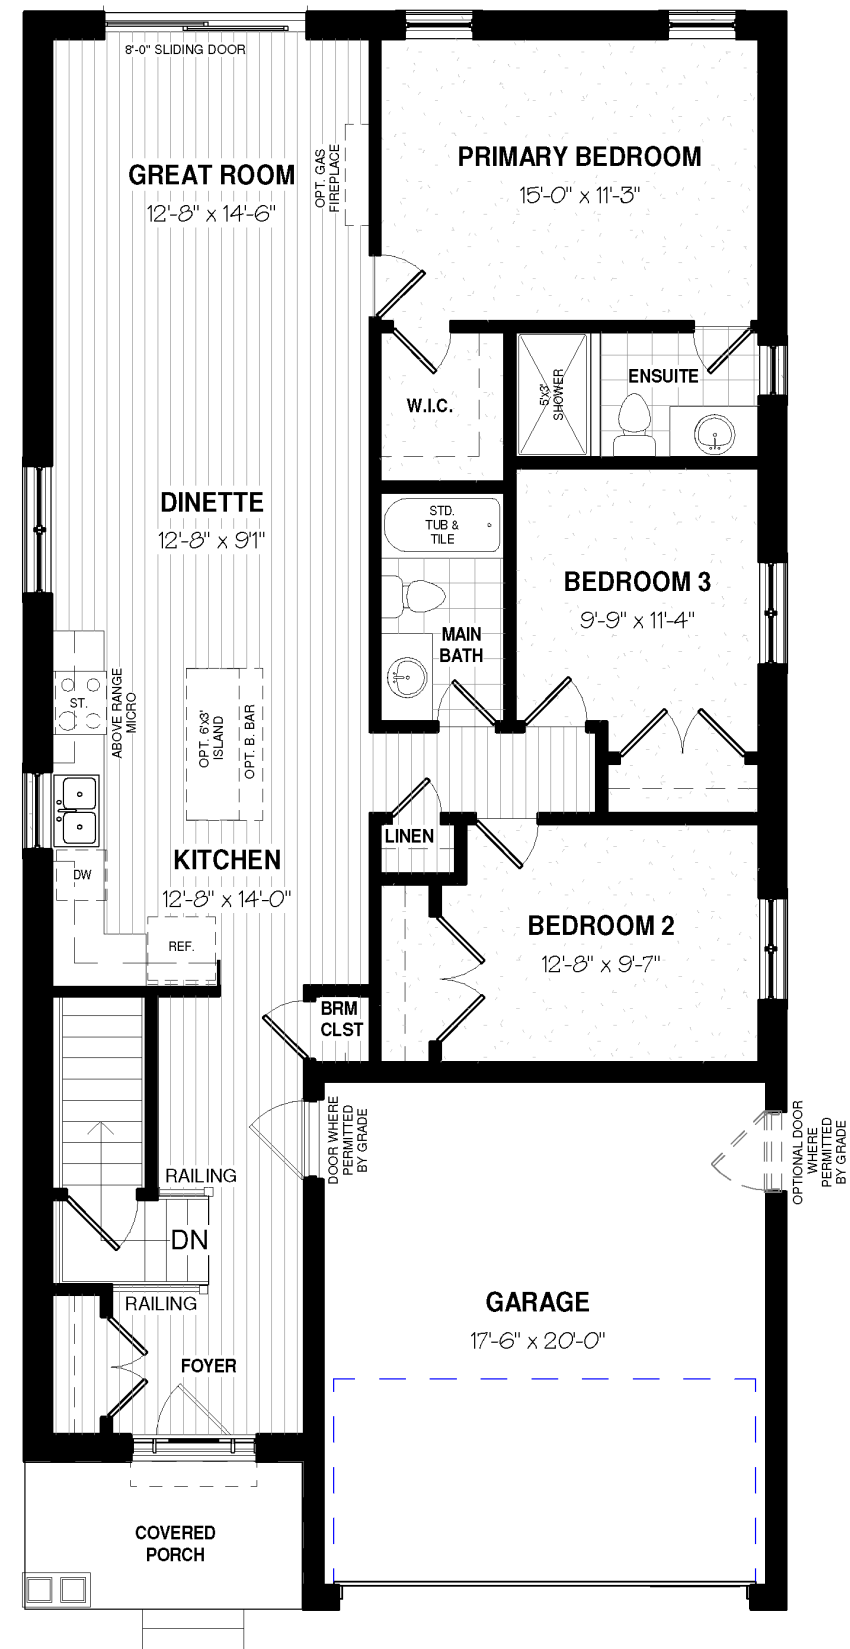 8'-0" SLIDING DOOR
GREAT ROOM
12'-8" x 14'-6"
OPT. GAS
FIREPLACE
PRIMARY BEDROOM
15'-0" x 11'-3"
W.I.C.
5'x3'
SHOWER
ENSUITE
DINETTE
12'-8" x 9'1"
STD.
TUB &
TILE
MAIN
BATH
BEDROOM 3
9'-9" x 11'-4"
ST.
ABOVE RANGE
MICRO
OPT. 6'x3'
ISLAND
OPT. B. BAR
DW
KITCHEN
12'-8" x 14'-0"
REF.
LINEN
BEDROOM 2
12'-8" x 9'-7"
BRM
CLST
DOOR WHERE
PERMITTED
BY GRADE
OPTIONAL DOOR
WHERE
PERMITTED
BY GRADE
RAILING
DN
RAILING
FOYER
GARAGE
17'-6" x 20'-0"
COVERED
PORCH